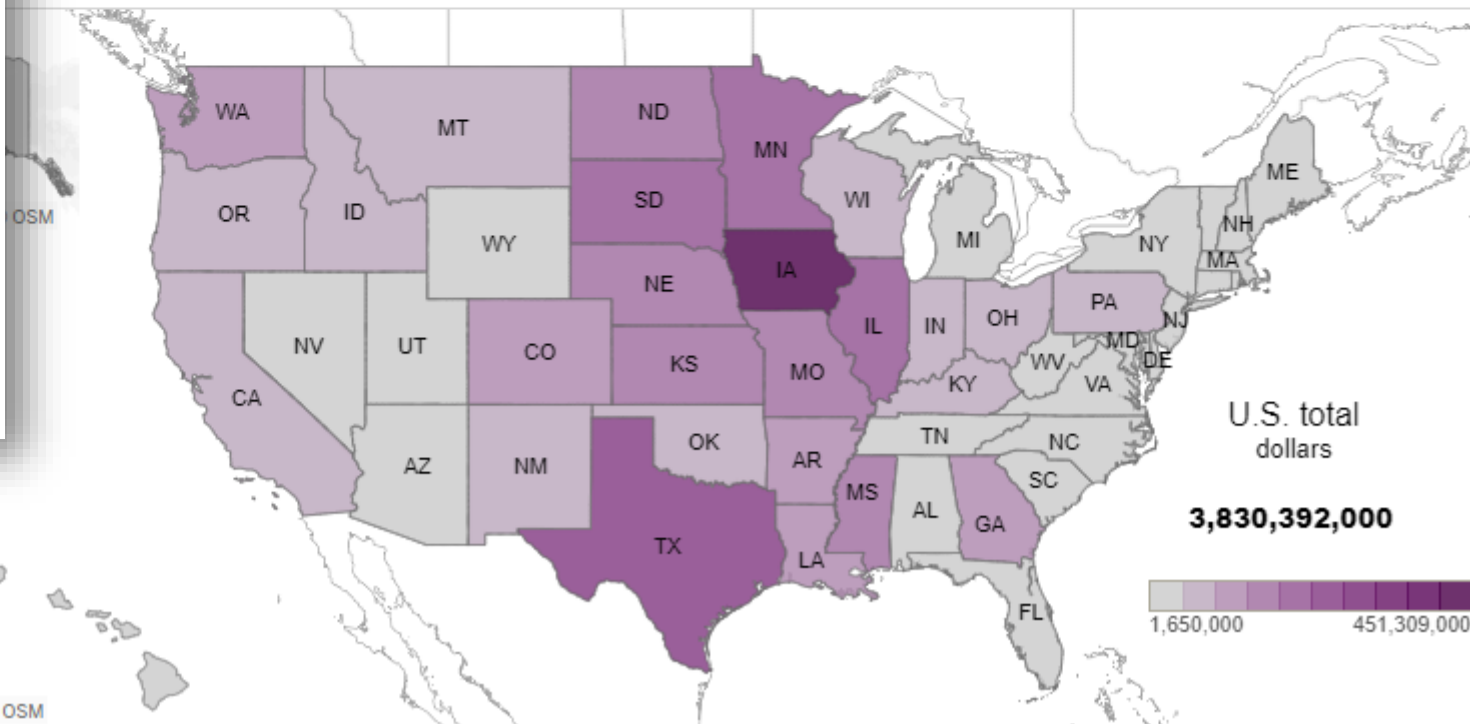 WA
MT
ND
MN
ME
OSM
OR
ID
SD
WI
WY
MI
NY
NH
MA
IA
NE
PA
NV
UT
CO
IL
IN
OH
NJ
MD
DE
CA
KS
MO
WV
KY
VA
U.S. total
dollars
AZ
NM
OK
AR
TN
NC
SC
MS
AL
GA
3,830,392,000
TX
LA
FL
1,650,000
451,309,000
OSM